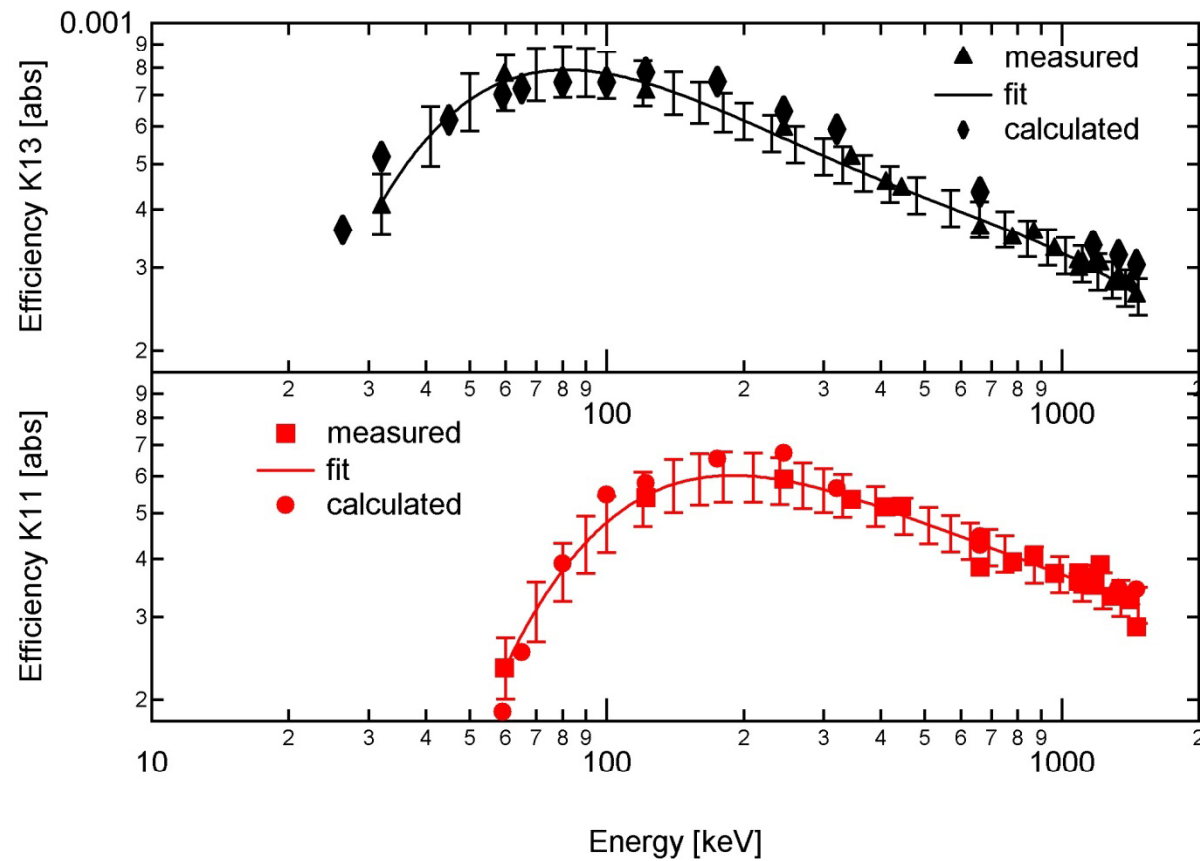 0.001
9
8
7
6
5
4
3
2
Efficiency K13 [abs]
measured
fit
calculated
2 3 4 5 6 7 8 9 2 3 4 5 6 7 8 9
100 1000
9
8
7
6
5
4
3
2
Efficiency K11 [abs]
measured
fit
calculated
2 3 4 5 6 7 8 9 2 3 4 5 6 7 8 9 2
10 100 1000
Energy [keV]